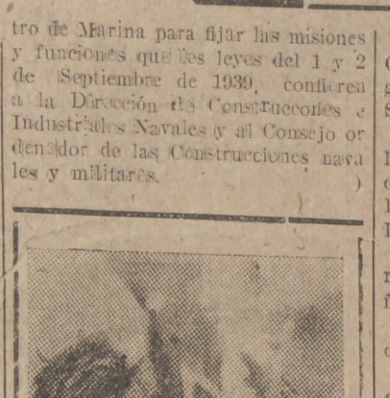 tro de Marina para fijar las misiones
y funciones que les leyes del 1 y 2
de Septiembre de 1939, confieren
a la Dirección de Construcciones e
Industriales Navales y al Consejo or
denador de las Construcciones nava
les y militares. )